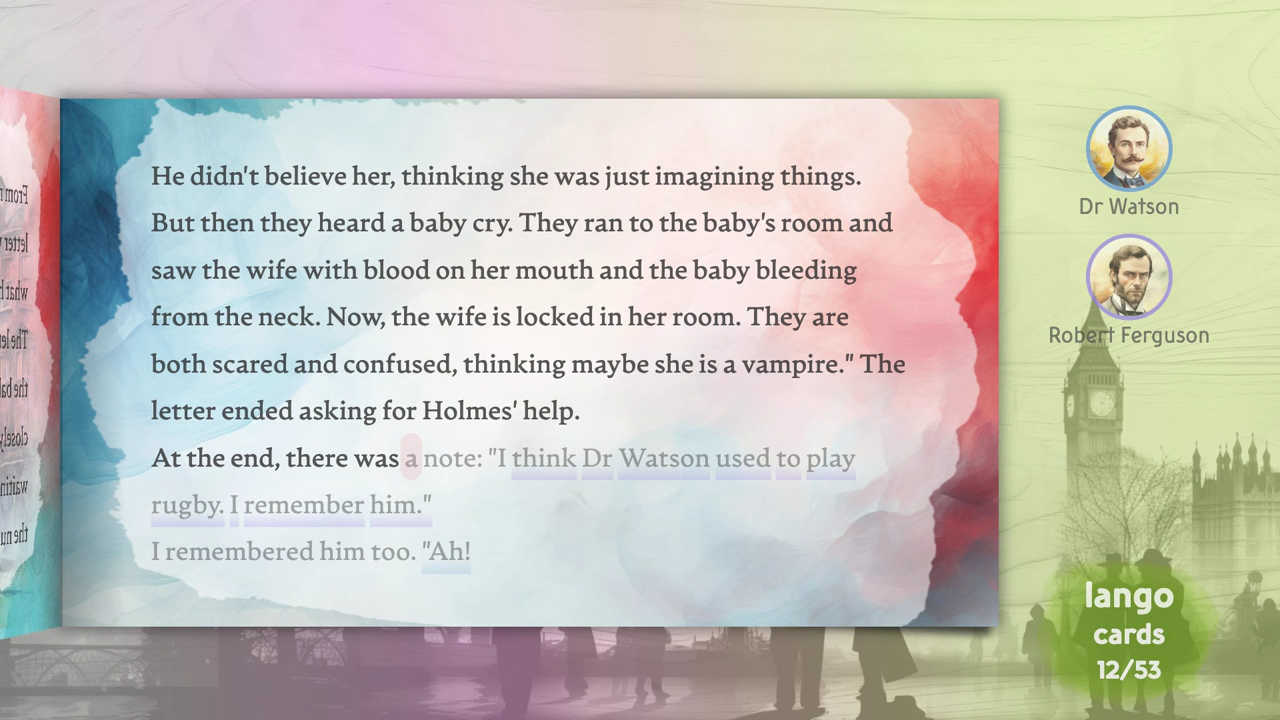 He didn't believe her, thinking she was just imagining things.
But then they heard a baby cry. They ran to the baby's room and
saw the wife with blood on her mouth and the baby bleeding
from the neck. Now, the wife is locked in her room. They are
both scared and confused, thinking maybe she is a vampire." The
letter ended asking for Holmes' help.
At the end, there was a note: "I think Dr Watson used to play
rugby. I remember him."
I remembered him too. "Ah!
Dr Watson
Robert Ferguson
lango
cards
12/53